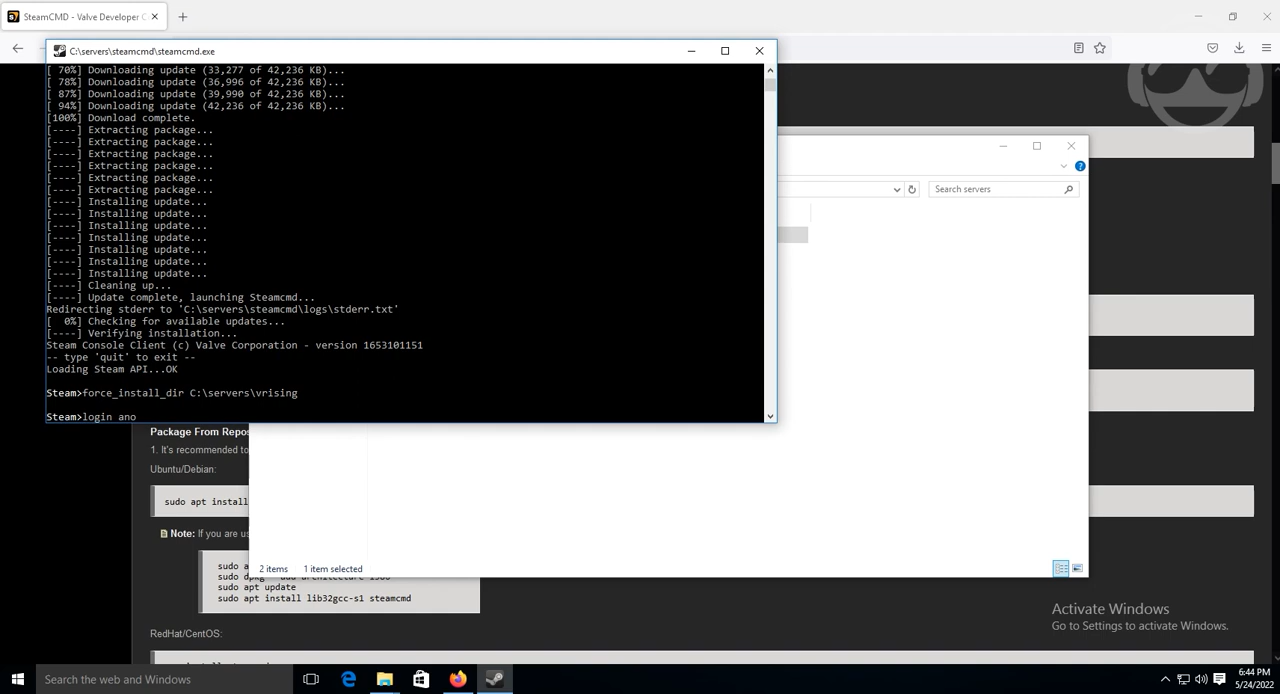 SteamCMD - Valve Developer C
C:\servers\steamcmd\steamcmd.exe
[ 70%] Downloading update (33,277 of 42,236 KB)...
[ 78%] Downloading update (36,996 of 42,236 KB)...
[ 87%] Downloading update (39,990 of 42,236 KB)...
[ 94%] Downloading update (42,236 of 42,236 KB)...
[100%] Download complete.
[----] Extracting package...
[----] Extracting package...
[----] Extracting package...
[----] Extracting package...
[----] Extracting package...
[----] Extracting package...
[----] Installing update...
[----] Installing update...
[----] Installing update...
[----] Installing update...
[----] Installing update...
[----] Installing update...
[----] Installing update...
[----] Cleaning up...
[----] Update complete, launching Steamcmd...
Redirecting stderr to 'C:\servers\steamcmd\logs\stderr.txt'
[  0%] Checking for available updates...
[----] Verifying installation...
Steam Console Client (c) Valve Corporation - version 1653101151
-- type 'quit' to exit --
Loading Steam API...OK
Steam>force_install_dir C:\servers\vrising
Steam>login ano
Search servers
Package From Repos
1. It's recommended to
Ubuntu/Debian:
sudo apt install
Note: If you are us
sudo a
sudo
sudo apt update
sudo apt install lib32gcc-s1 steamcmd
2 items 1 item selected
RedHat/CentOS:
Activate Windows
Go to Settings to activate Windows.
Search the web and Windows
6:44 PM
5/24/2022